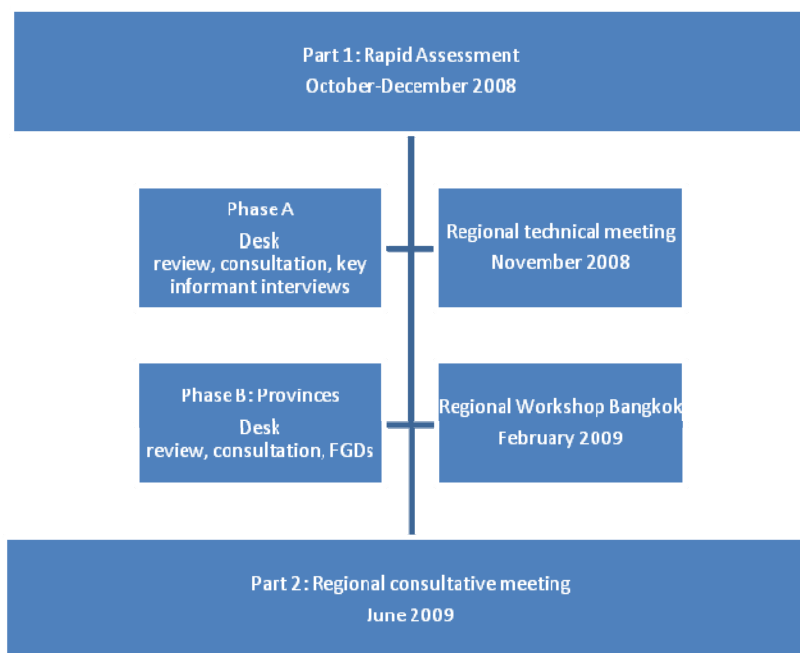 Part 1: Rapid Assessment
October-December 2008
Phase A
Desk
review, consultation, key
informant interviews
Regional technical meeting
November 2008
Phase B: Provinces
Desk
review, consultation, FGDs
Regional Workshop Bangkok
February 2009
Part 2: Regional consultative meeting
June 2009